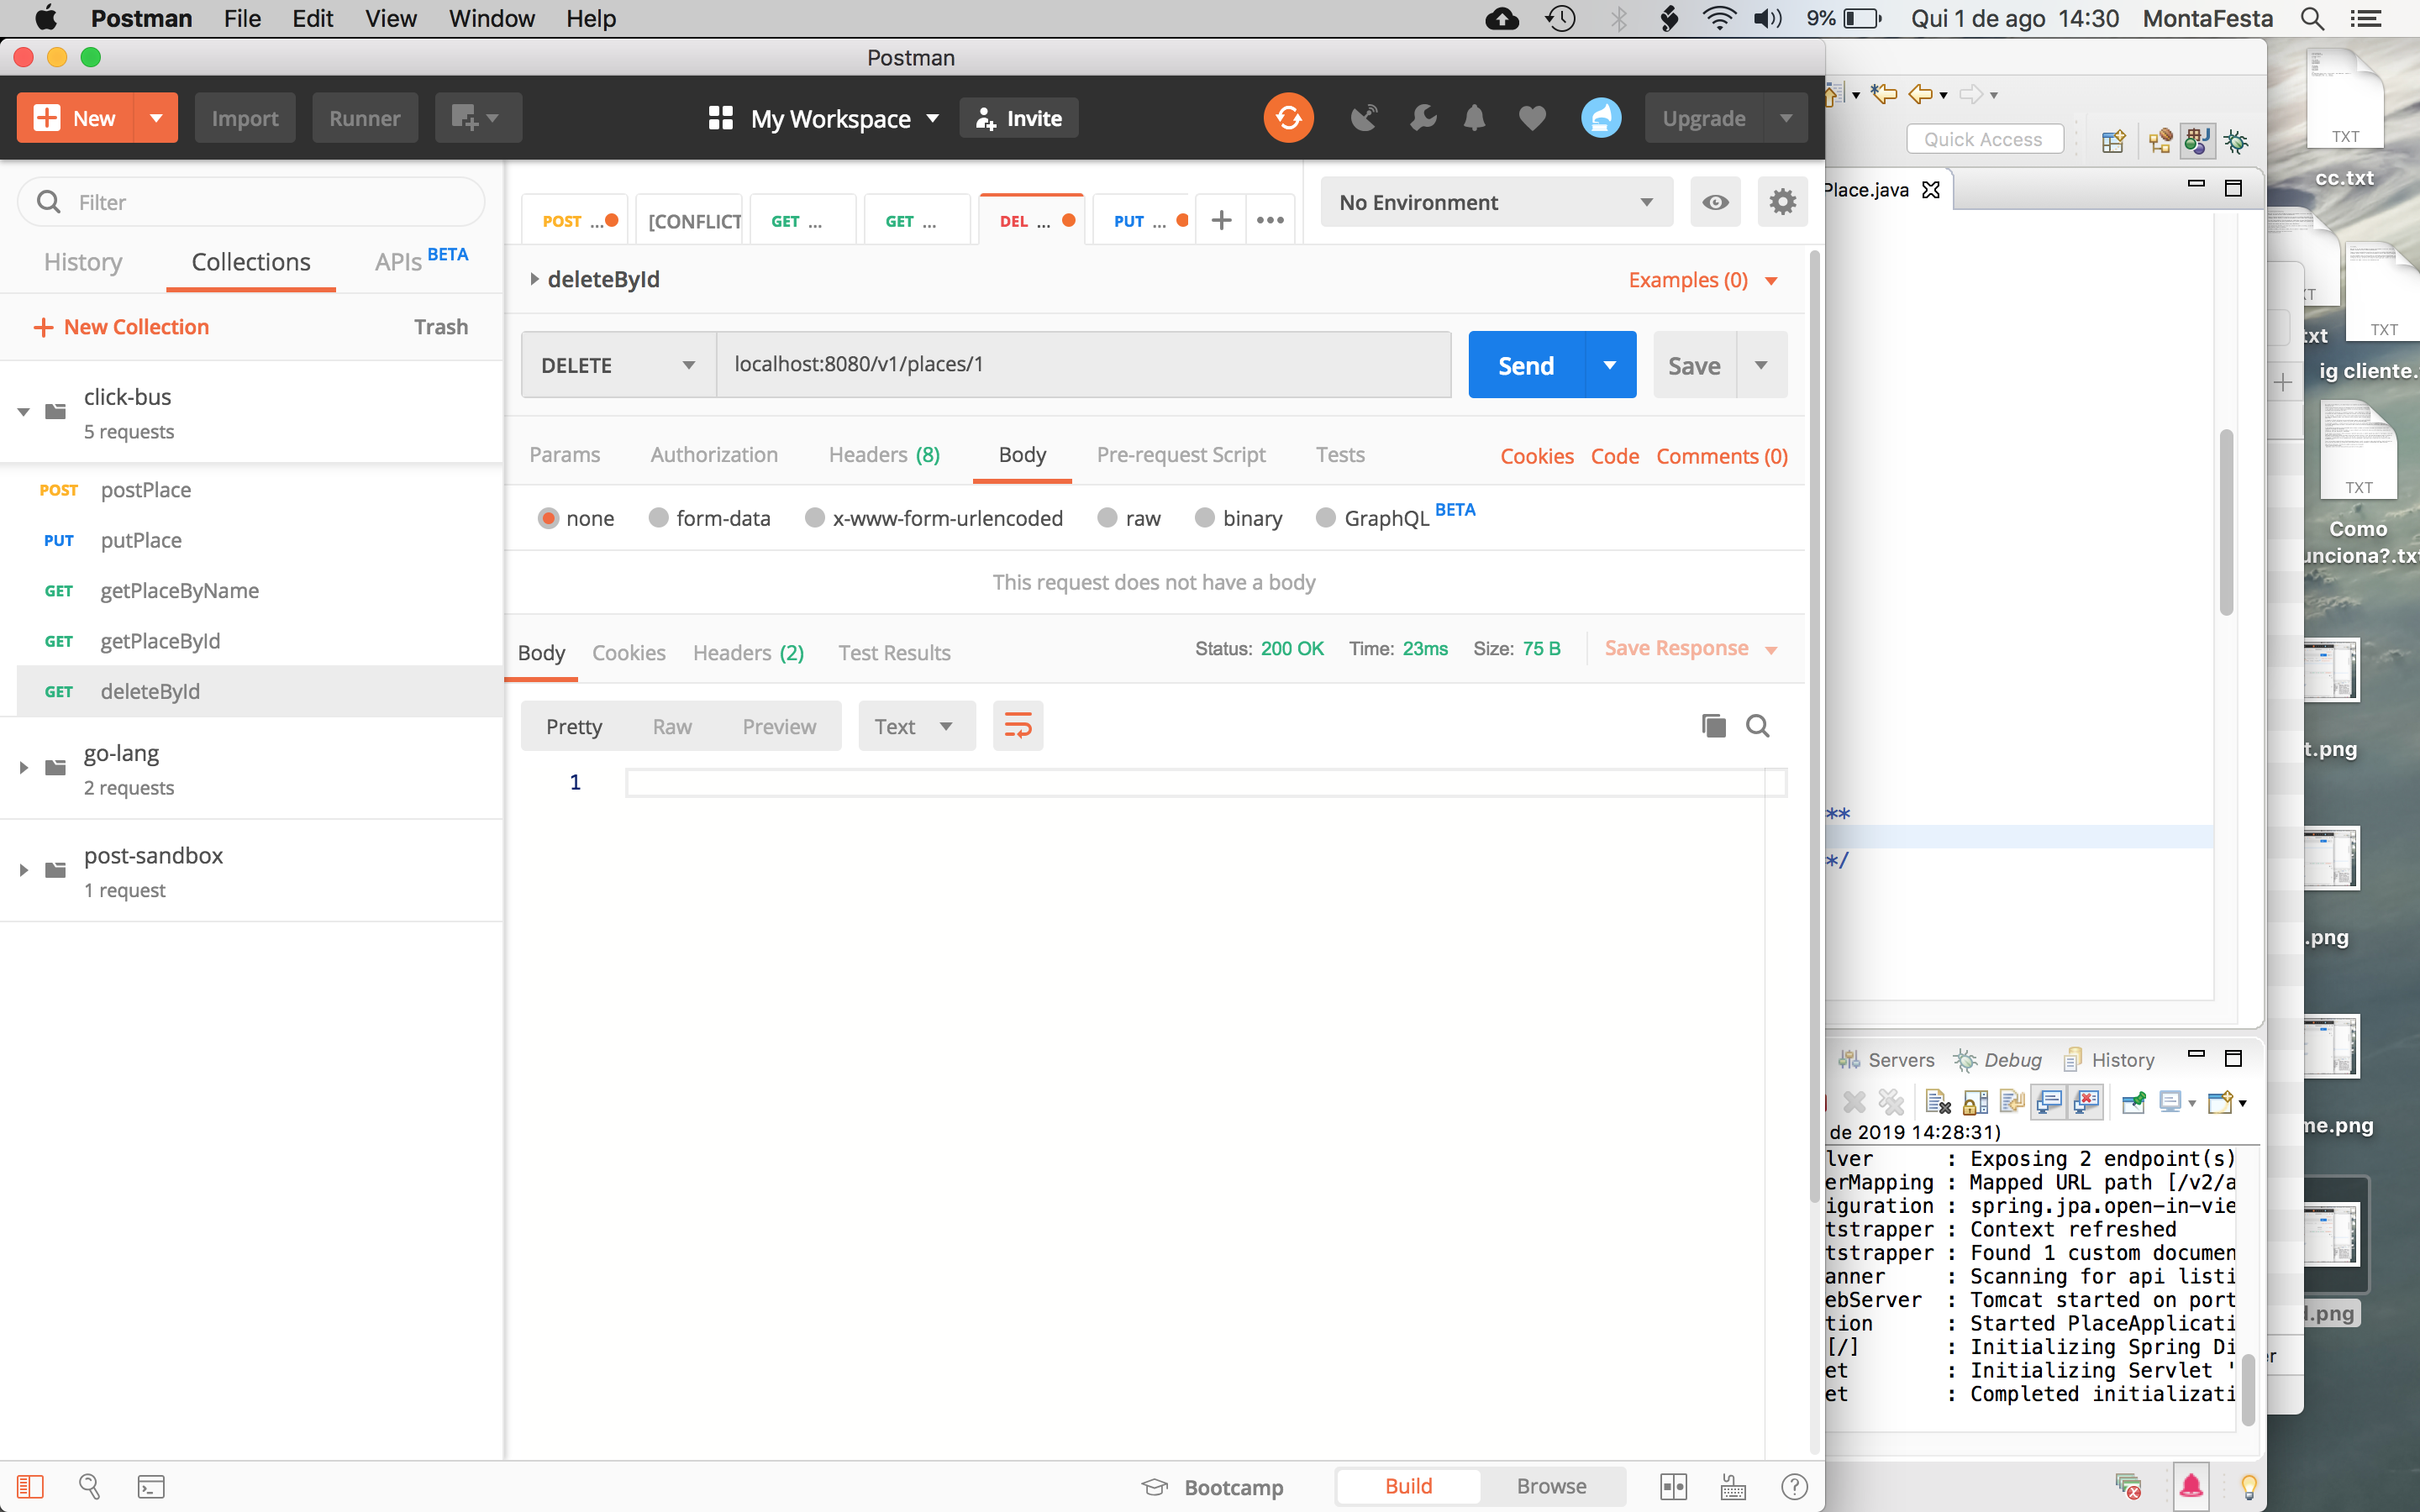 Postman File Edit View Window Help 9% Qui 1 de ago 14:30 MontaFesta
Postman
New Import Runner My Workspace Invite Upgrade
Filter
History Collections APIs BETA
New Collection Trash
click-bus
5 requests
POST postPlace
PUT putPlace
GET getPlaceByName
GET getPlaceById
GET deleteById
go-lang
2 requests
post-sandbox
1 request
POST ... [CONFLICT GET ... GET ... DEL ... PUT ... + •••
No Environment
deleteById Examples (0)
DELETE localhost:8080/v1/places/1 Send Save
Params Authorization Headers (8) Body Pre-request Script Tests Cookies Code Comments (0)
none form-data x-www-form-urlencoded raw binary GraphQL BETA
This request does not have a body
Body Cookies Headers (2) Test Results Status: 200 OK Time: 23ms Size: 75 B Save Response
Pretty Raw Preview Text
1
Bootcamp Build Browse
Quick Access
Place.java
**
*/
Servers Debug History
de 2019 14:28:31)
lver : Exposing 2 endpoint(s)
erMapping : Mapped URL path [/v2/a
iguration : spring.jpa.open-in-vie
tstrapper : Context refreshed
tstrapper : Found 1 custom documen
anner : Scanning for api listi
ebServer : Tomcat started on port
tion : Started PlaceApplicati
[/] : Initializing Spring Di
et : Initializing Servlet '
et : Completed initializati
TXT
cc.txt
TXT
txt
ig cliente.
TXT
Como
unciona?.tx
t.png
.png
me.png
d.png